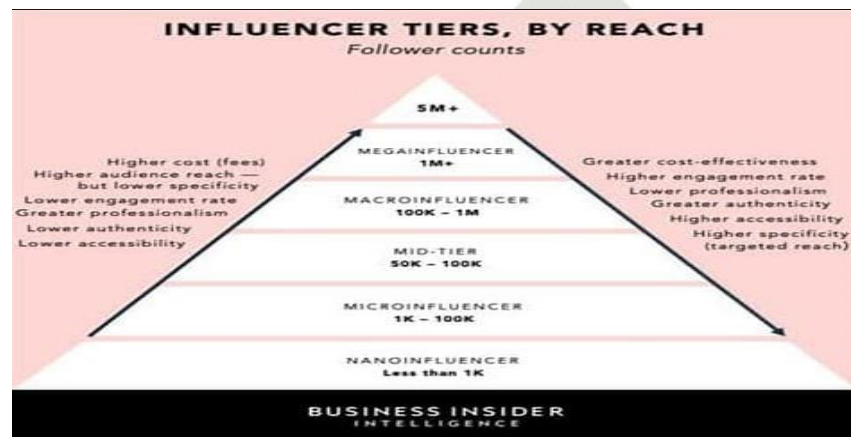 INFLUENCER TIERS, BY REACH
Follower counts
5M+
MEGAINFLUENCER
1M+
MACROINFLUENCER
100K – 1M
MID-TIER
50K – 100K
MICROINFLUENCER
1K – 100K
NANOINFLUENCER
Less than 1K
Higher cost (fees)
Higher audience reach —
but lower specificity
Lower engagement rate
Greater professionalism
Lower authenticity
Lower accessibility
Greater cost-effectiveness
Higher engagement rate
Lower professionalism
Greater authenticity
Higher accessibility
Higher specificity
(targeted reach)
BUSINESS INSIDER
INTELLIGENCE